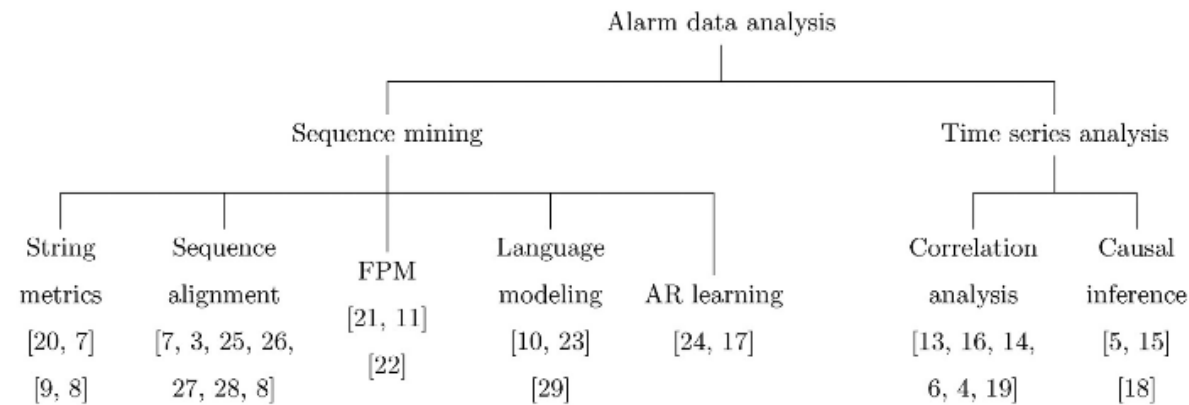 Alarm data analysis
Sequence mining
Time series analysis
String
metrics
[20, 7]
[9, 8]
Sequence
alignment
[7, 3, 25, 26,
27, 28, 8]
FPM
[21, 11]
[22]
Language
modeling
[10, 23]
[29]
AR learning
[24, 17]
Correlation
analysis
[13, 16, 14,
6, 4, 19]
Causal
inference
[5, 15]
[18]